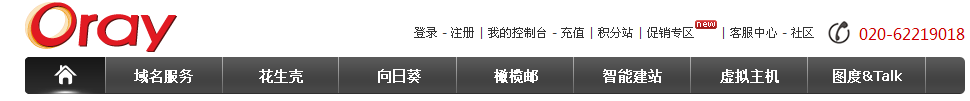 Oray
登录 - 注册 | 我的控制台 - 充值 | 积分站 | 促销专区 new | 客服中心 - 社区 020-62219018
域名服务 花生壳 向日葵 橄榄邮 智能建站 虚拟主机 图度&Talk